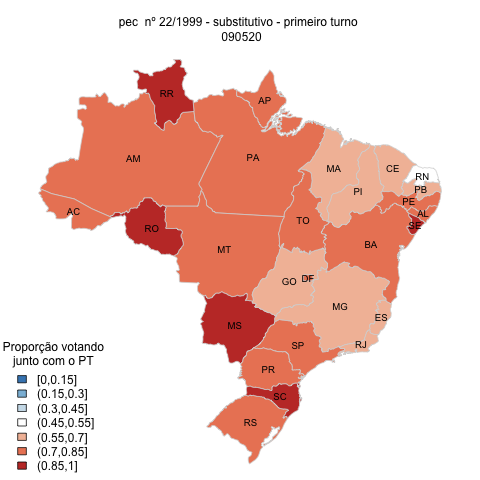 pec nº 22/1999 - substitutivo - primeiro turno
090520
RR
AP
AM
PA
MA
CE
RN
PI
PB
PE
AC
AL
TO
SE
RO
BA
MT
GO
DF
MG
MS
ES
SP
RJ
PR
SC
RS
Proporção votando
junto com o PT
[0,0.15]
(0.15,0.3]
(0.3,0.45]
(0.45,0.55]
(0.55,0.7]
(0.7,0.85]
(0.85,1]